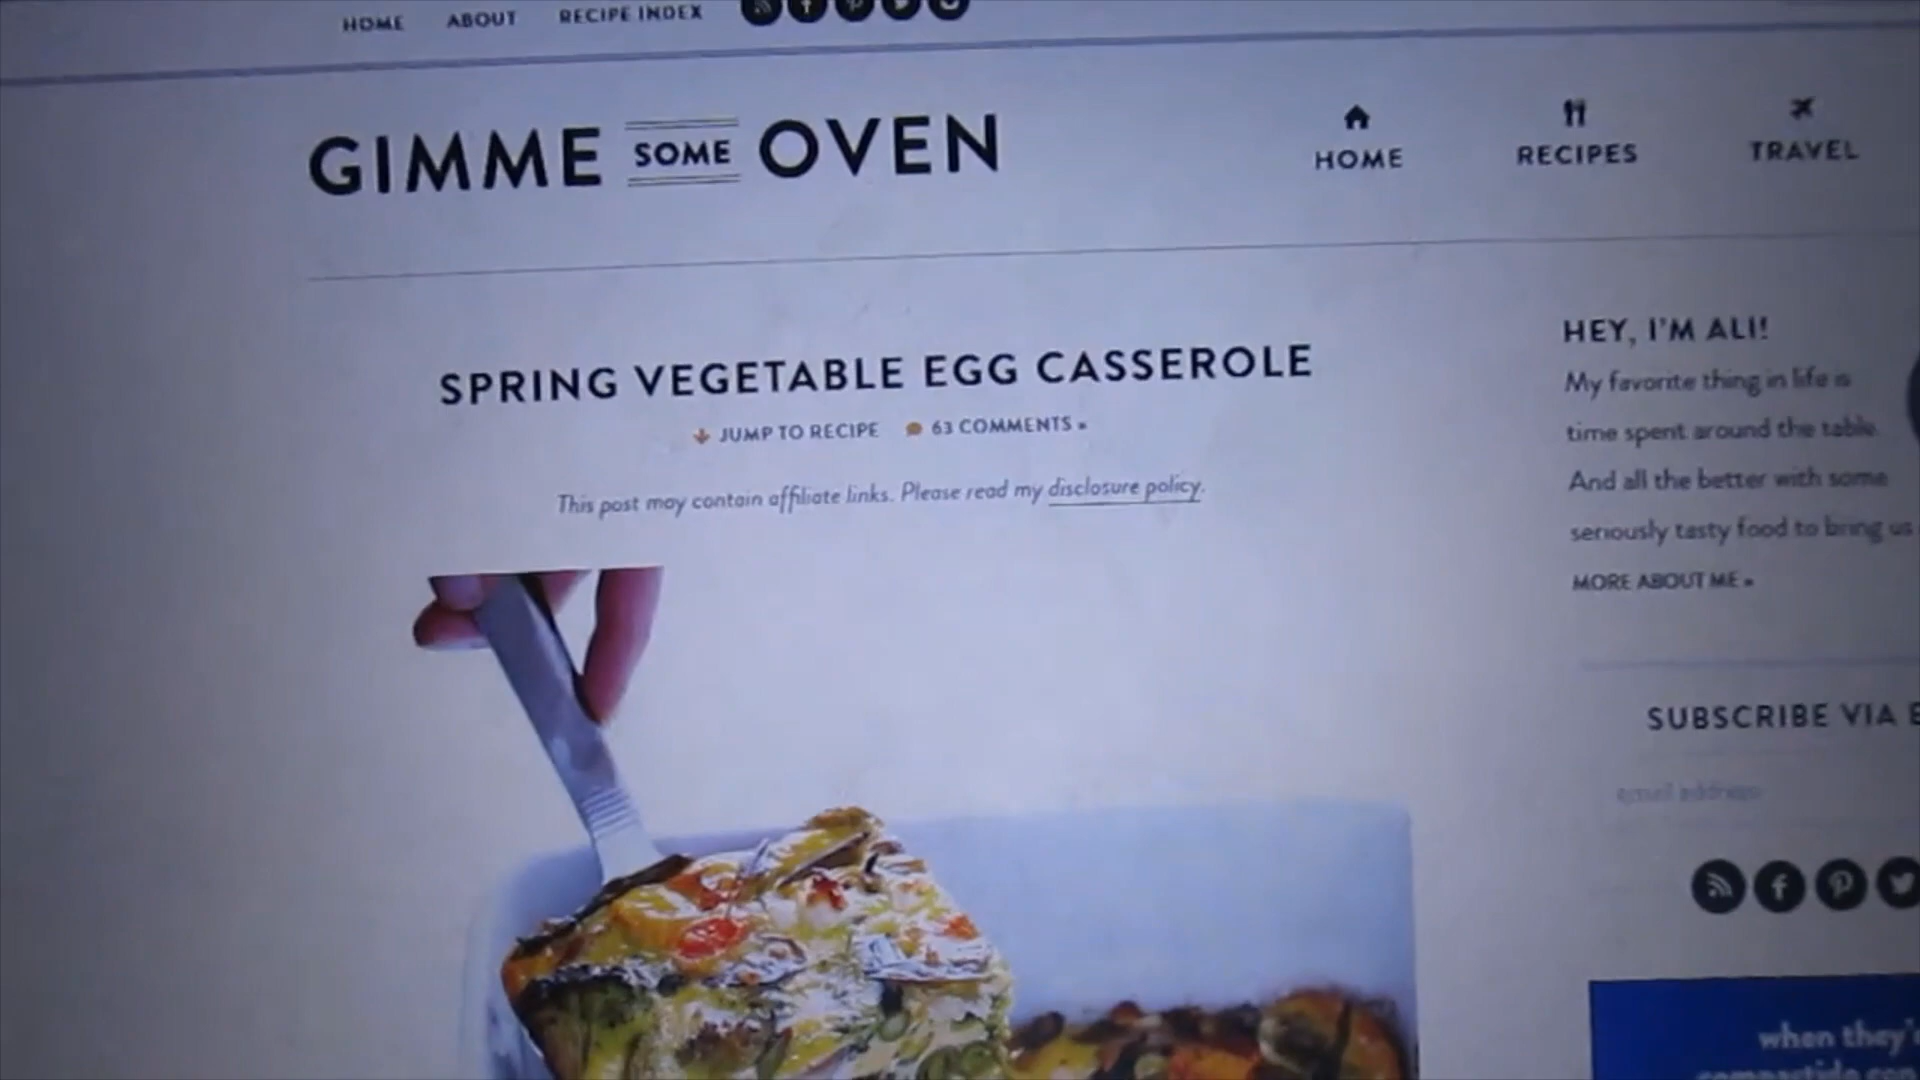 HOME ABOUT RECIPE INDEX
GIMME SOME OVEN
HOME RECIPES TRAVEL
SPRING VEGETABLE EGG CASSEROLE
JUMP TO RECIPE 63 COMMENTS »
This post may contain affiliate links. Please read my disclosure policy.
HEY, I'M ALI!
My favorite thing in life is
time spent around the table.
And all the better with some
seriously tasty food to bring us
MORE ABOUT ME »
SUBSCRIBE VIA E
email address
when they'